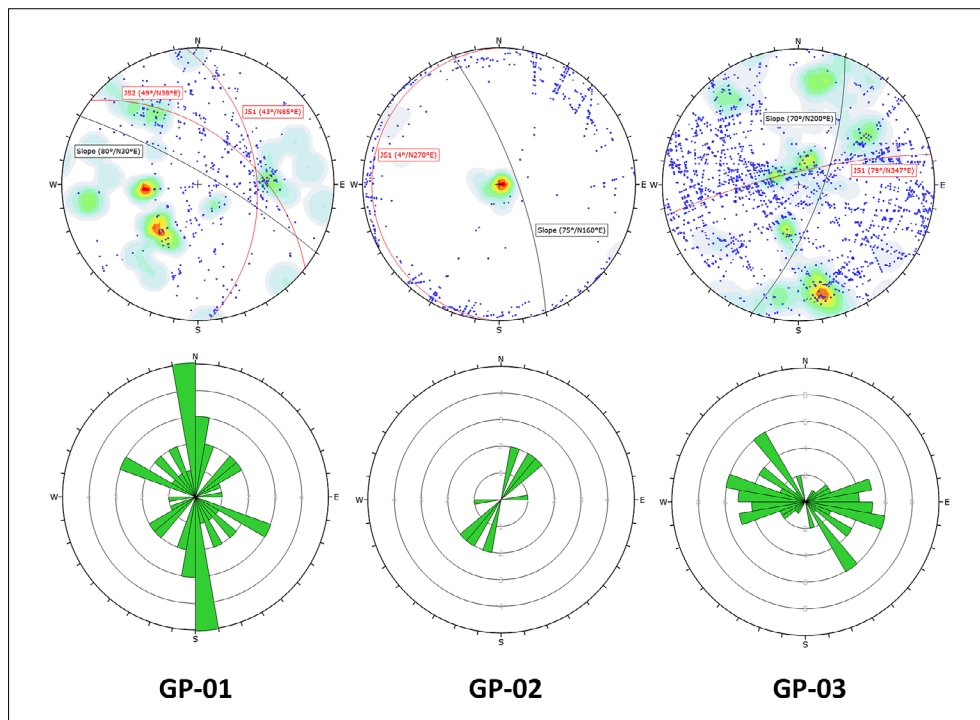 N
W
E
S
JS2 (49°/N38°E)
JS1 (43°/N85°E)
Slope (80°/N30°E)
N
W
E
S
JS1 (4°/N270°E)
Slope (75°/N160°E)
N
W
E
S
Slope (70°/N200°E)
JS1 (79°/N347°E)
N
W
E
S
N
W
E
S
N
W
E
S
GP-01
GP-02
GP-03